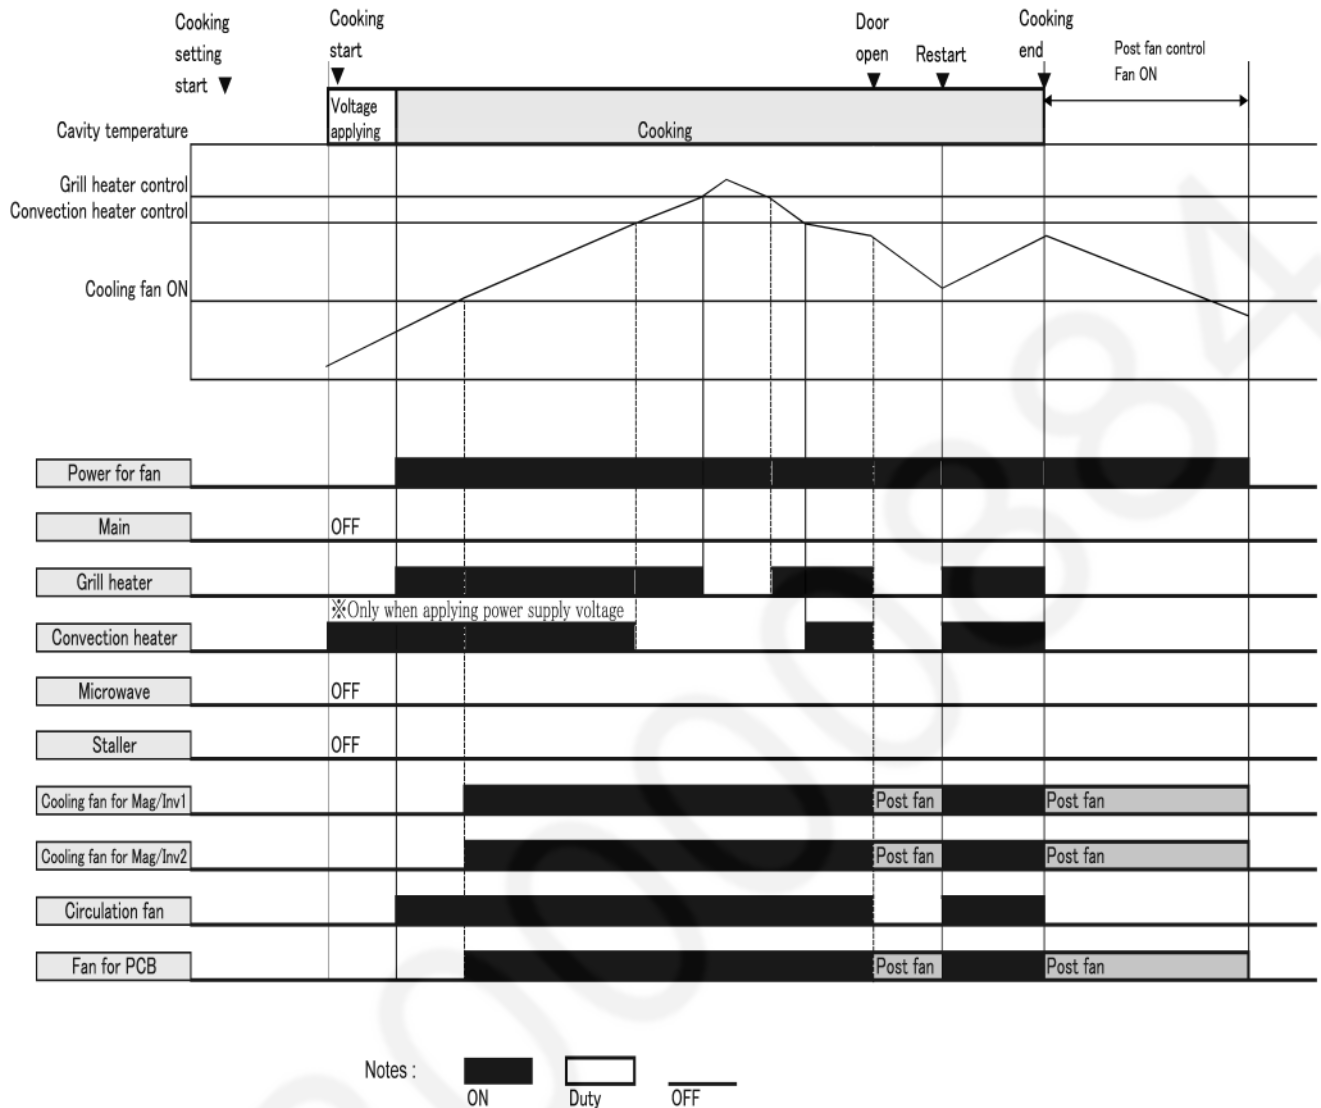 Cooking
setting
start ▼
Cooking
start
▼
Door
open
▼
Restart
▼
Cooking
end
▼
Post fan control
Fan ON
Voltage
applying
Cooking
Cavity temperature
Grill heater control
Convection heater control
Cooling fan ON
Power for fan
Main
OFF
Grill heater
※Only when applying power supply voltage
Convection heater
Microwave
OFF
Staller
OFF
Cooling fan for Mag/Inv1
Post fan
Post fan
Cooling fan for Mag/Inv2
Post fan
Post fan
Circulation fan
Fan for PCB
Post fan
Post fan
Notes :
ON
Duty
OFF